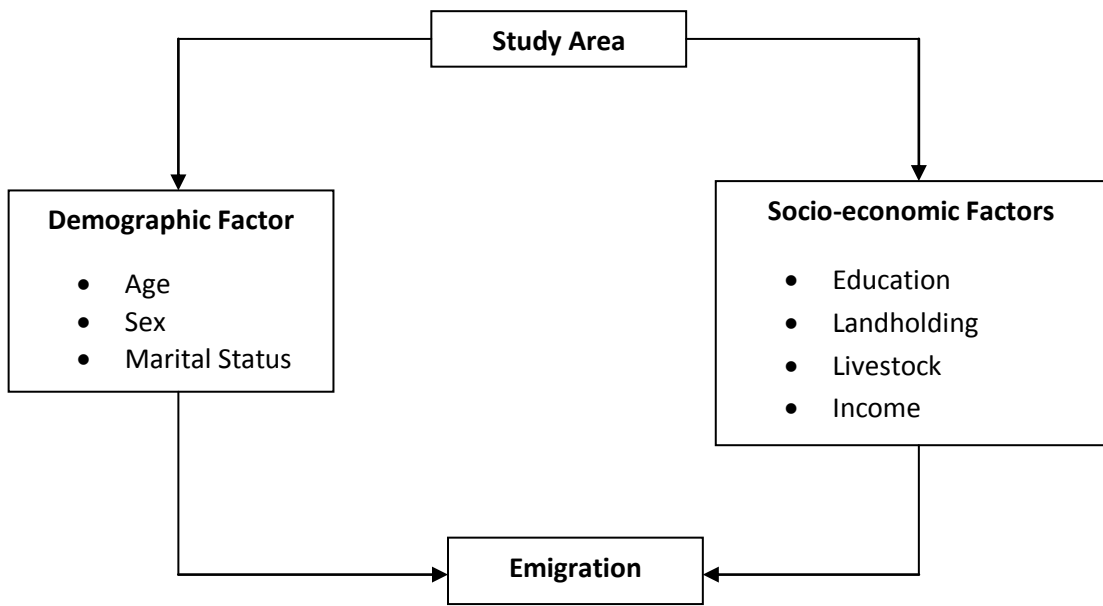 Study Area
Demographic Factor
• Age
• Sex
• Marital Status
Socio-economic Factors
• Education
• Landholding
• Livestock
• Income
Emigration